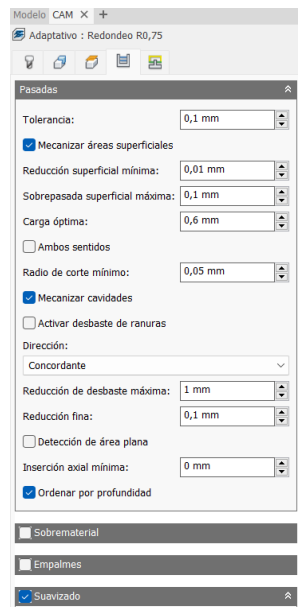 Modelo CAM × +
Adaptativo : Redondeo R0,75
Pasadas
Tolerancia: 0,1 mm
Mecanizar áreas superficiales
Reducción superficial mínima: 0,01 mm
Sobrepasada superficial máxima: 0,1 mm
Carga óptima: 0,6 mm
Ambos sentidos
Radio de corte mínimo: 0,05 mm
Mecanizar cavidades
Activar desbaste de ranuras
Dirección:
Concordante
Reducción de desbaste máxima: 1 mm
Reducción fina: 0,1 mm
Detección de área plana
Inserción axial mínima: 0 mm
Ordenar por profundidad
Sobrematerial
Empalmes
Suavizado